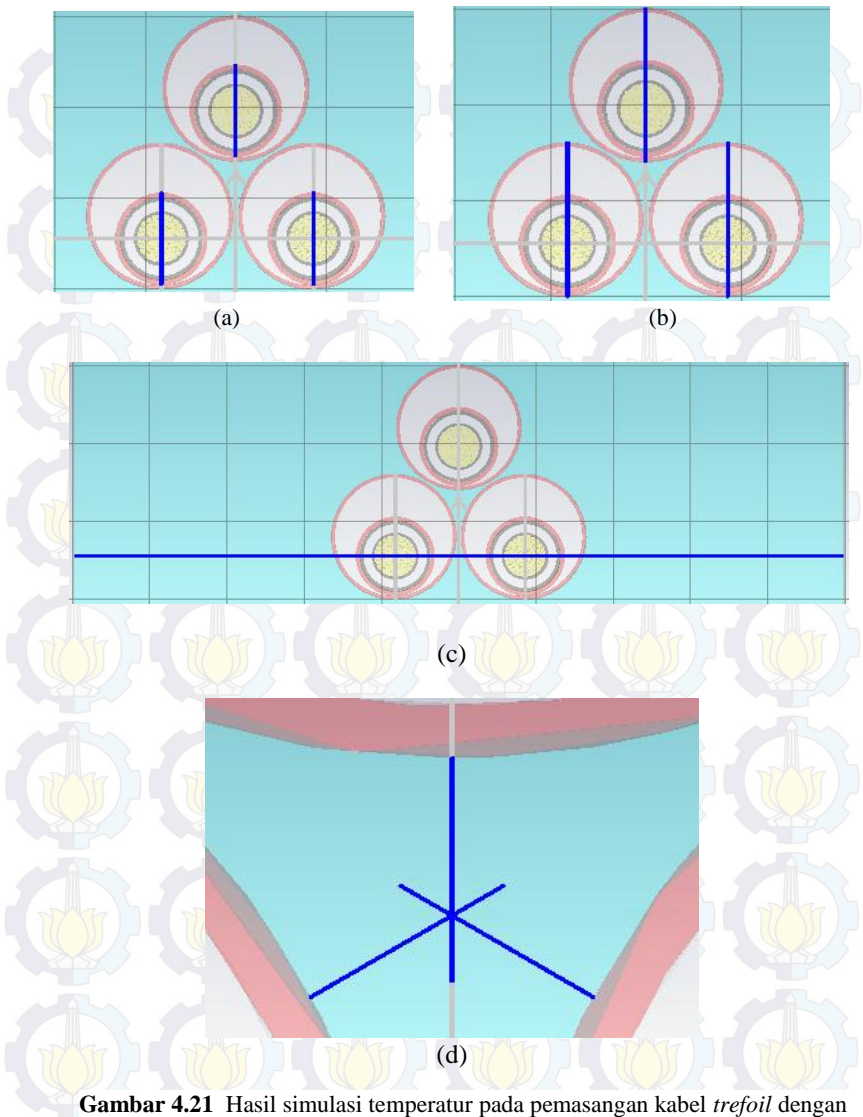 (a)
(b)
(c)
(d)
Gambar 4.21 Hasil simulasi temperatur pada pemasangan kabel trefoil dengan